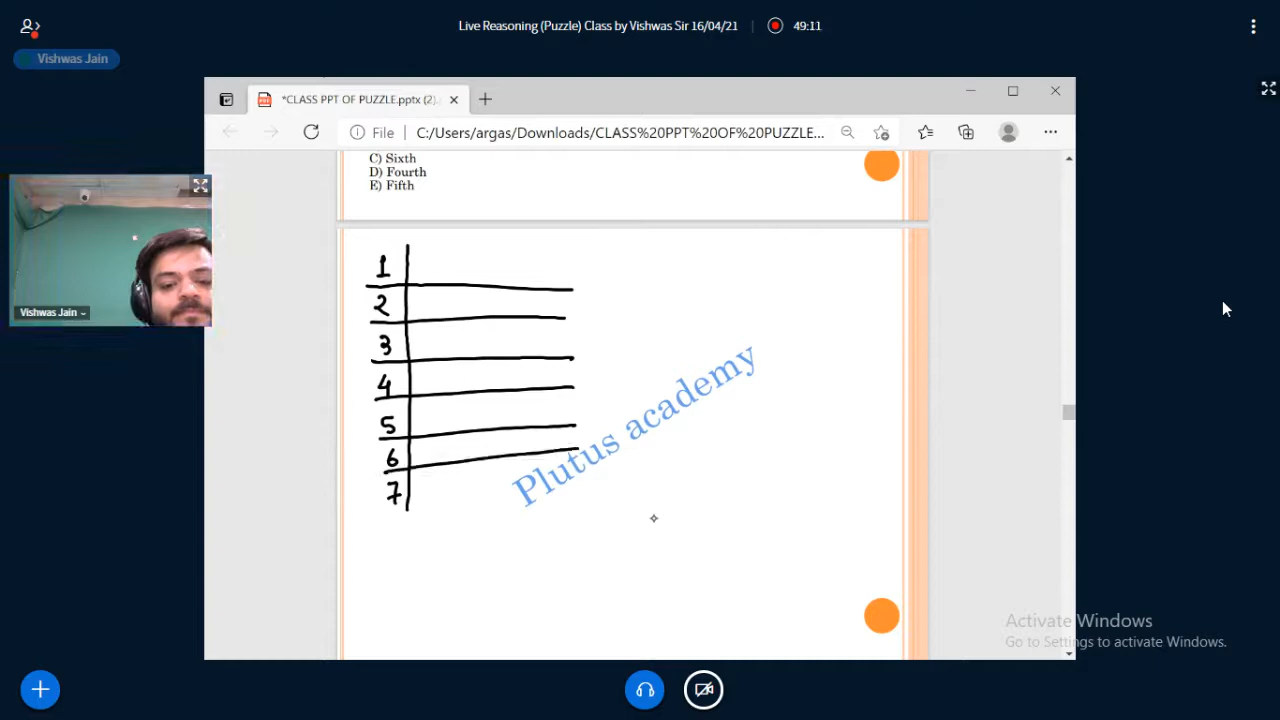 Live Reasoning (Puzzle) Class by Vishwas Sir 16/04/21
49:11
Vishwas Jain
*CLASS PPT OF PUZZLE.pptx (2).
File
C:/Users/argas/Downloads/CLASS%20PPT%20OF%20PUZZLE...
C) Sixth
D) Fourth
E) Fifth
Vishwas Jain
1
2
3
4
5
6
7
Plutus academy
Activate Windows
Go to Settings to activate Windows.